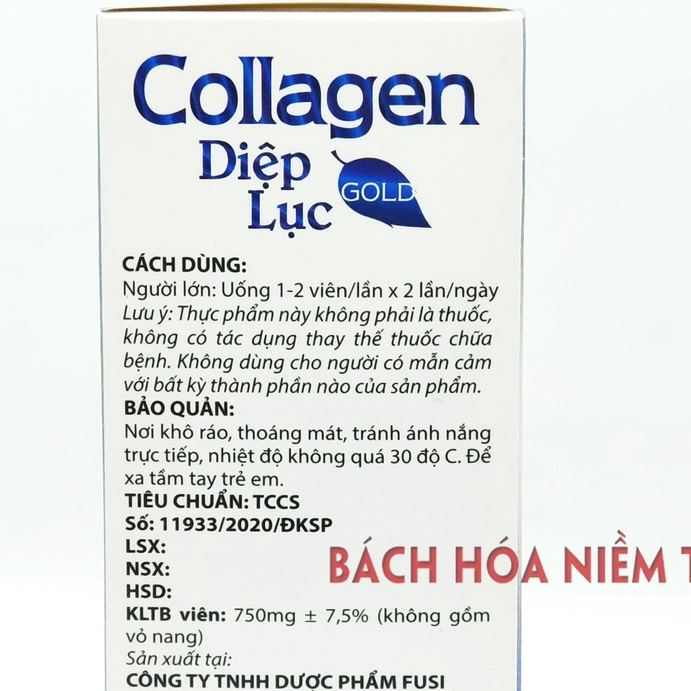 Collagen
Diệp
Lục
GOLD
CÁCH DÙNG:
Người lớn: Uống 1-2 viên/lần x 2 lần/ngày
Lưu ý: Thực phẩm này không phải là thuốc,
không có tác dụng thay thế thuốc chữa
bệnh. Không dùng cho người có mẫn cảm
với bất kỳ thành phần nào của sản phẩm.
BẢO QUẢN:
Nơi khô ráo, thoáng mát, tránh ánh nắng
trực tiếp, nhiệt độ không quá 30 độ C. Để
xa tầm tay trẻ em.
TIÊU CHUẨN: TCCS
Số: 11933/2020/ĐKSP
LSX:
BÁCH HÓA NIỀM T
NSX:
HSD:
KLTB viên: 750mg ± 7,5% (không gồm
vỏ nang)
Sản xuất tại:
CÔNG TY TNHH DƯỢC PHẨM FUSI